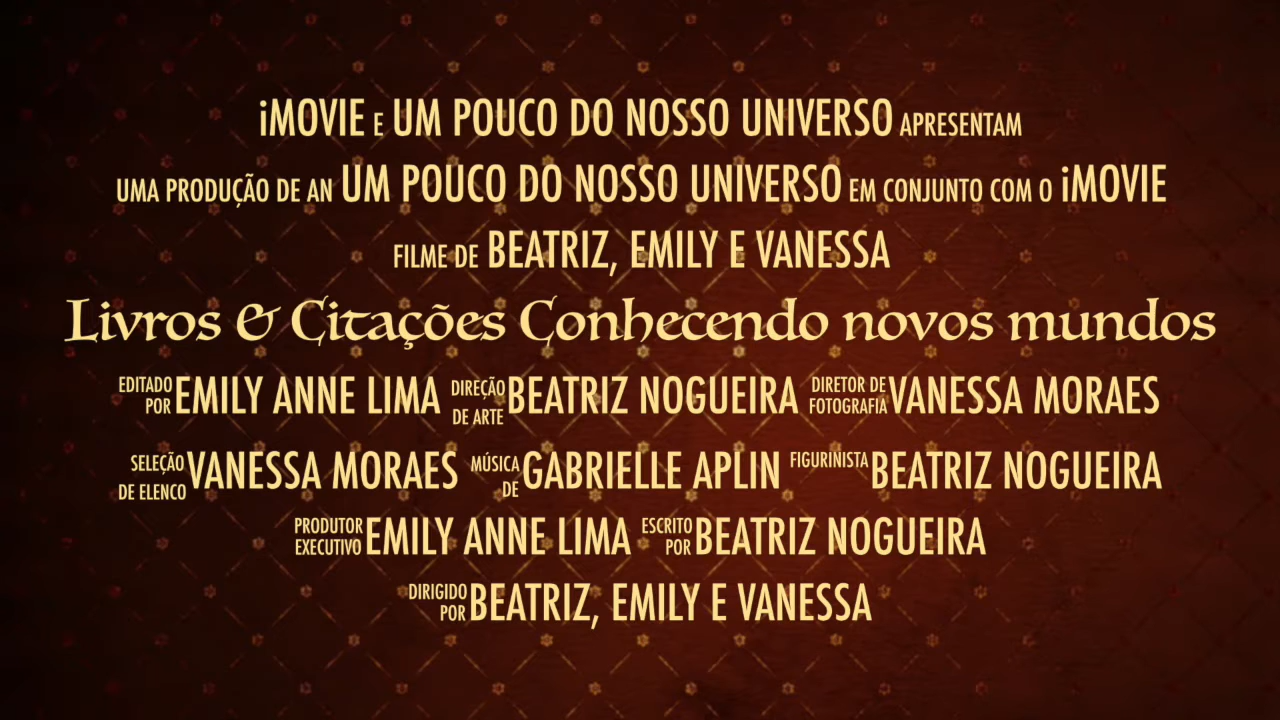 iMOVIE E UM POUCO DO NOSSO UNIVERSO APRESENTAM
UMA PRODUÇÃO DE AN UM POUCO DO NOSSO UNIVERSO EM CONJUNTO COM O iMOVIE
FILME DE BEATRIZ, EMILY E VANESSA
Livros & Citações Conhecendo novos mundos
EDITADO POR EMILY ANNE LIMA DIREÇÃO DE ARTE BEATRIZ NOGUEIRA DIRETOR DE FOTOGRAFIA VANESSA MORAES
SELEÇÃO DE ELENCO VANESSA MORAES MÚSICA DE GABRIELLE APLIN FIGURINISTA BEATRIZ NOGUEIRA
PRODUTOR EXECUTIVO EMILY ANNE LIMA ESCRITO POR BEATRIZ NOGUEIRA
DIRIGIDO POR BEATRIZ, EMILY E VANESSA